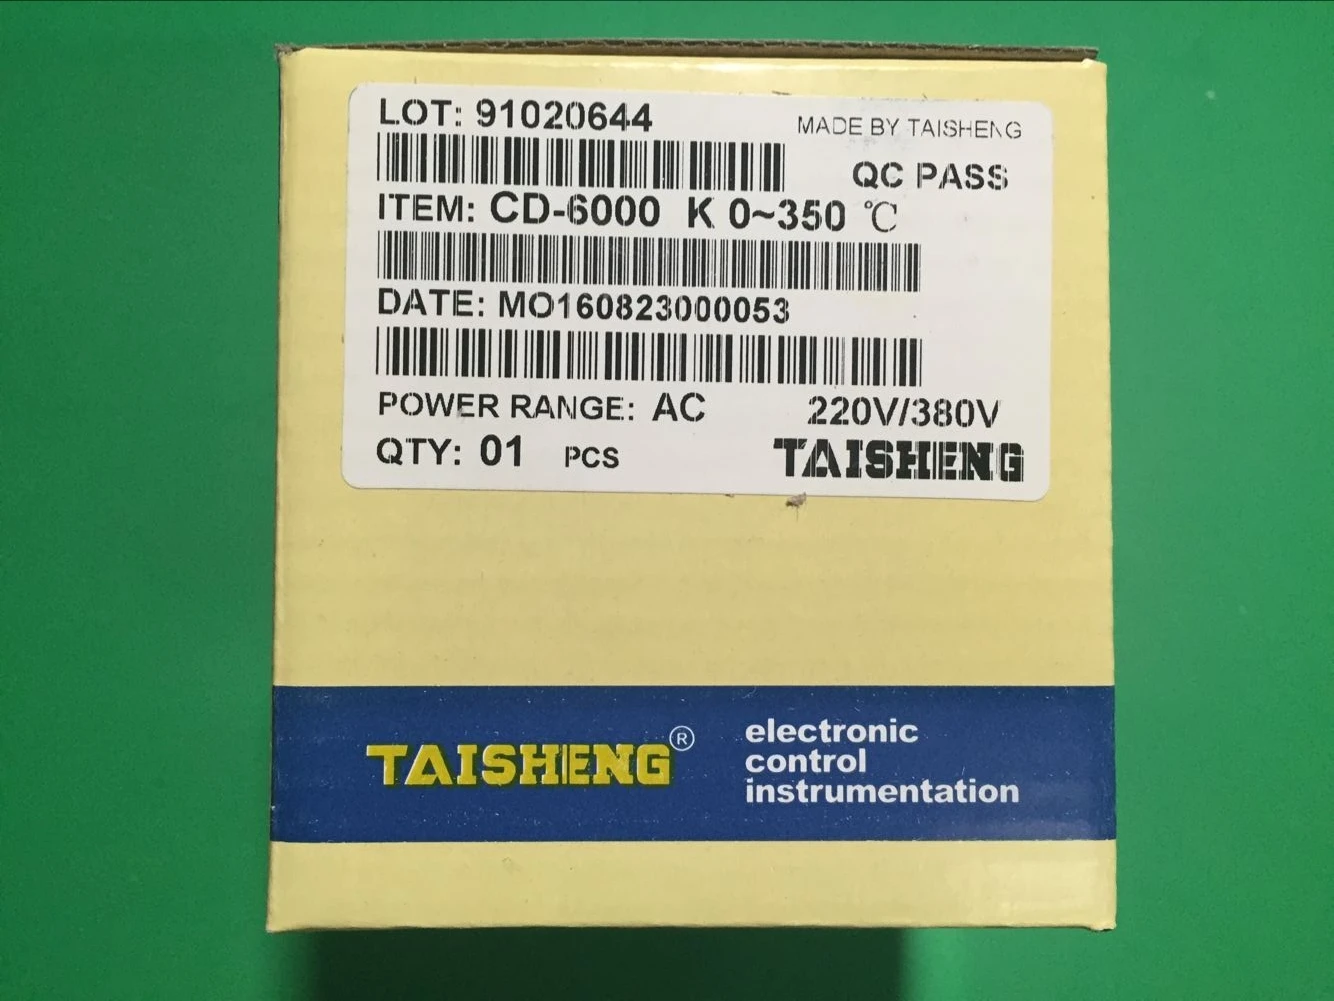 LOT: 91020644
MADE BY TAISHENG
QC PASS
ITEM: CD-6000 K 0~350 ℃
DATE: MO160823000053
POWER RANGE: AC 220V/380V
QTY: 01 PCS
TAISHENG
TAISHENG®
electronic
control
instrumentation